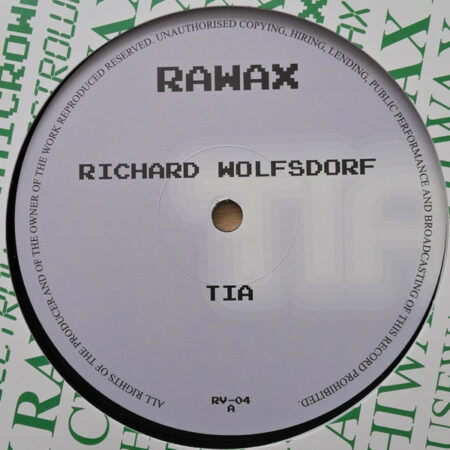 RAWAX
RICHARD WOLFSDORF
TIA
RV-04
A
ALL RIGHTS OF THE PRODUCER AND OF THE OWNER OF THE WORK REPRODUCED RESERVED. UNAUTHORISED COPYING, HIRING, LENDING, PUBLIC PERFORMANCE AND BROADCASTING OF THIS RECORD PROHIBITED.
TIA